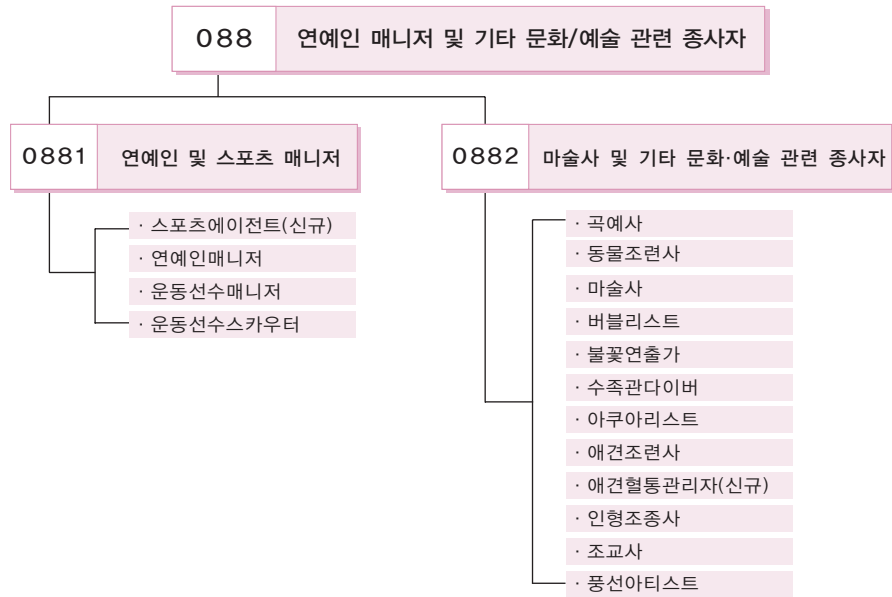 088 연예인 매니저 및 기타 문화/예술 관련 종사자
0881 연예인 및 스포츠 매니저
· 스포츠에이전트(신규)
· 연예인매니저
· 운동선수매니저
· 운동선수스카우터
0882 마술사 및 기타 문화·예술 관련 종사자
· 곡예사
· 동물조련사
· 마술사
· 버블리스트
· 불꽃연출가
· 수족관다이버
· 아쿠아리스트
· 애견조련사
· 애견혈통관리자(신규)
· 인형조종사
· 조교사
· 풍선아티스트